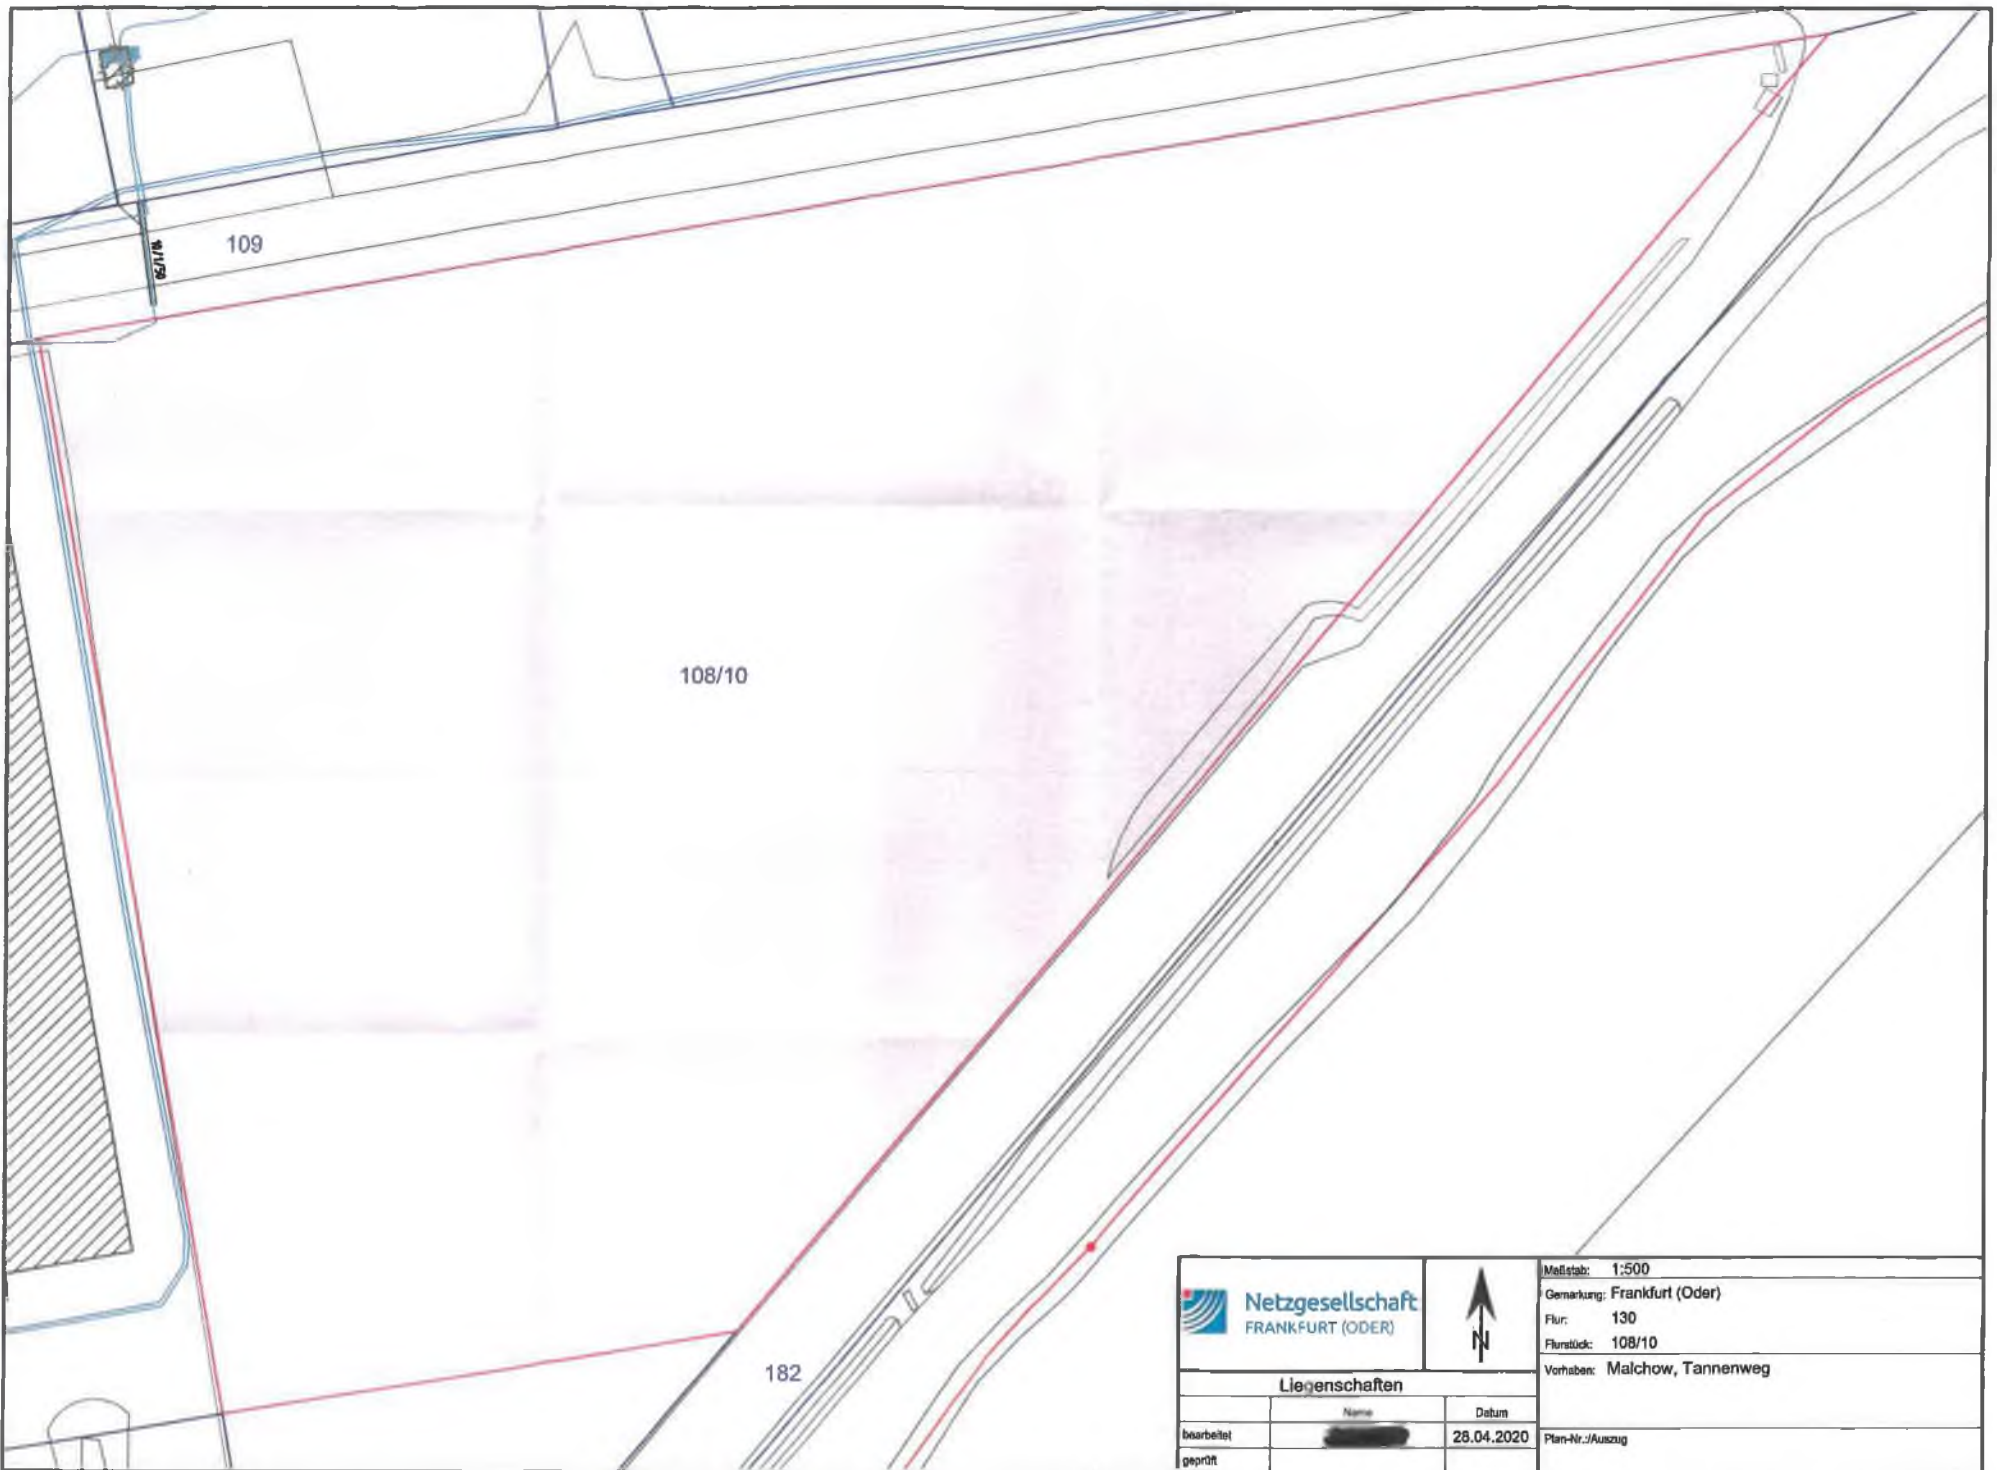 109
108/10
182
Netzgesellschaft
FRANKFURT (ODER)
N
Liegenschaften
Name Datum
bearbeitet 28.04.2020
geprüft
Maßstab: 1:500
Gemarkung: Frankfurt (Oder)
Flur: 130
Flurstück: 108/10
Vorhaben: Malchow, Tannenweg
Plan-Nr.:/Auszug